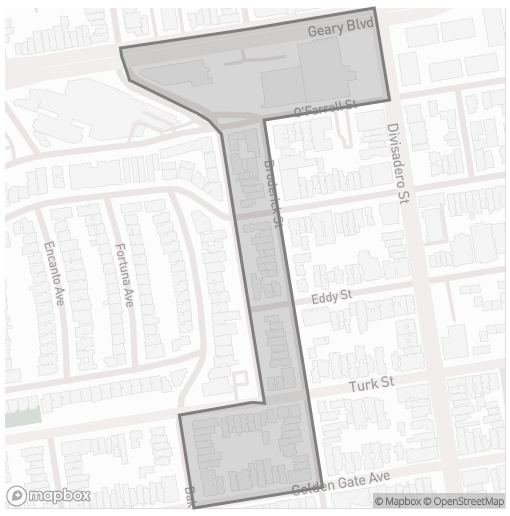 Geary Blvd
O'Farrell St
Divisadero St
Broderick St
Encanto Ave
Fortuna Ave
Eddy St
Turk St
Golden Gate Ave
Bak
mapbox
© Mapbox © OpenStreetMap